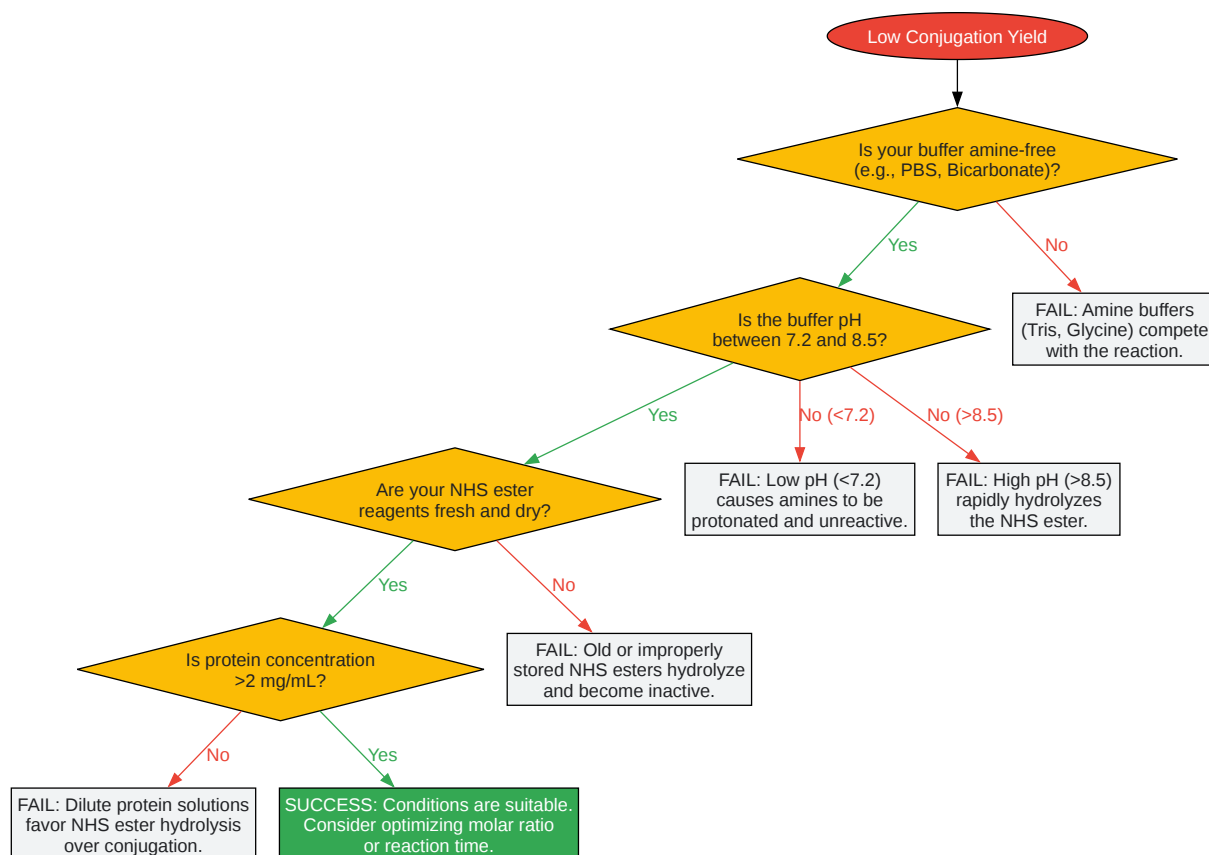 Low Conjugation Yield
Is your buffer amine-free
(e.g., PBS, Bicarbonate)?
Yes
No
Is the buffer pH
between 7.2 and 8.5?
FAIL: Amine buffers
(Tris, Glycine) compete
with the reaction.
Yes
No (<7.2)
No (>8.5)
Are your NHS ester
reagents fresh and dry?
FAIL: Low pH (<7.2)
causes amines to be
protonated and unreactive.
FAIL: High pH (>8.5)
rapidly hydrolyzes
the NHS ester.
Yes
No
Is protein concentration
>2 mg/mL?
FAIL: Old or improperly
stored NHS esters hydrolyze
and become inactive.
No
Yes
FAIL: Dilute protein solutions
favor NHS ester hydrolysis
over conjugation.
SUCCESS: Conditions are suitable.
Consider optimizing molar ratio
or reaction time.